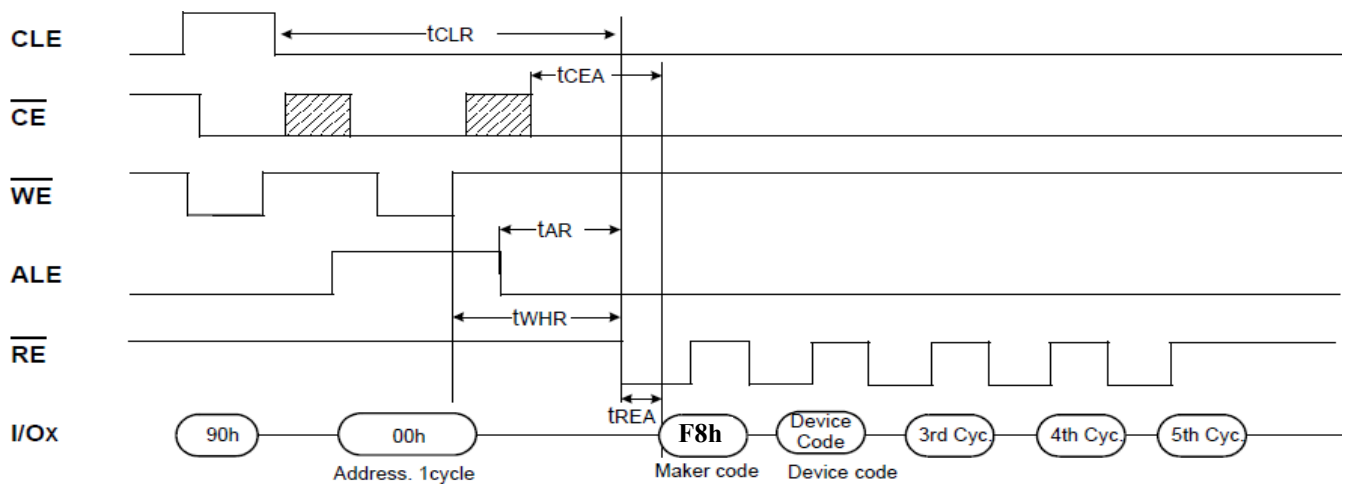 CLE
tCLR
tCEA
CE
WE
tAR
ALE
tWHR
RE
tREA
I/Ox
90h
00h
F8h
Device
Code
3rd Cyc.
4th Cyc.
5th Cyc.
Address. 1cycle
Maker code
Device code